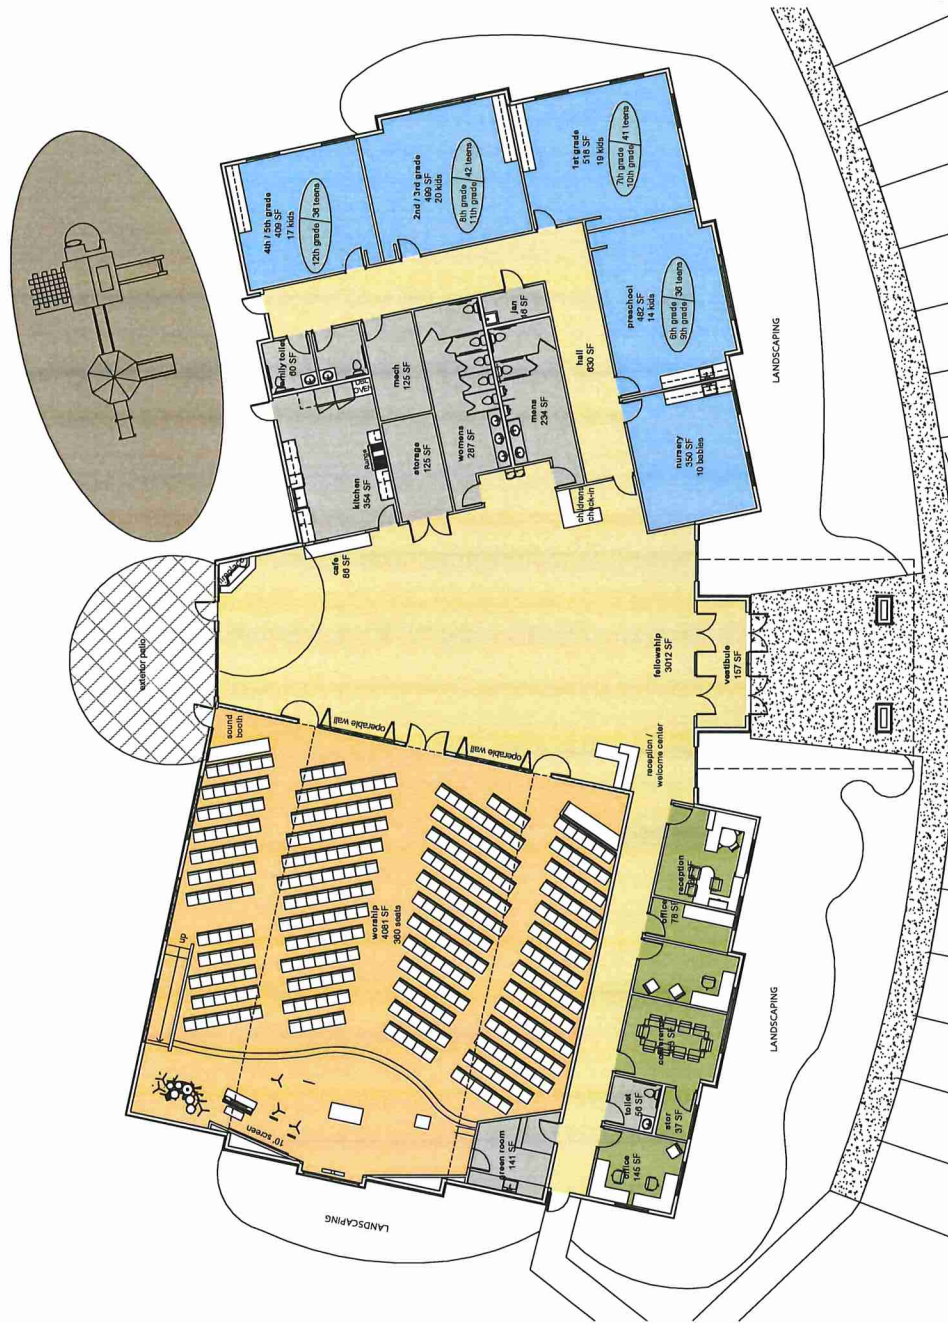 exterior patio
fireplace
sound
booth
operable wall
operable wall
up
worship
4081 SF
360 seats
10' screen
green room
141 SF
fellowship
3012 SF
vestibule
157 SF
reception /
welcome center
cafe
86 SF
kitchen
354 SF
Range
OVEN
family toilet
60 SF
storage
125 SF
mech
125 SF
womens
287 SF
mens
234 SF
jan
childrens
check-in
hall
630 SF
4th / 5th grade
409 SF
17 kids
12th grade
36 teens
2nd / 3rd grade
499 SF
20 kids
8th grade
11th grade
42 teens
1st grade
518 SF
19 kids
7th grade
10th grade
41 teens
preschool
482 SF
14 kids
6th grade
9th grade
36 teens
nursery
350 SF
10 babies
reception
SF
office
78 SF
SF
toilet
56 SF
stor
37 SF
office
145 SF
LANDSCAPING
LANDSCAPING
LANDSCAPING